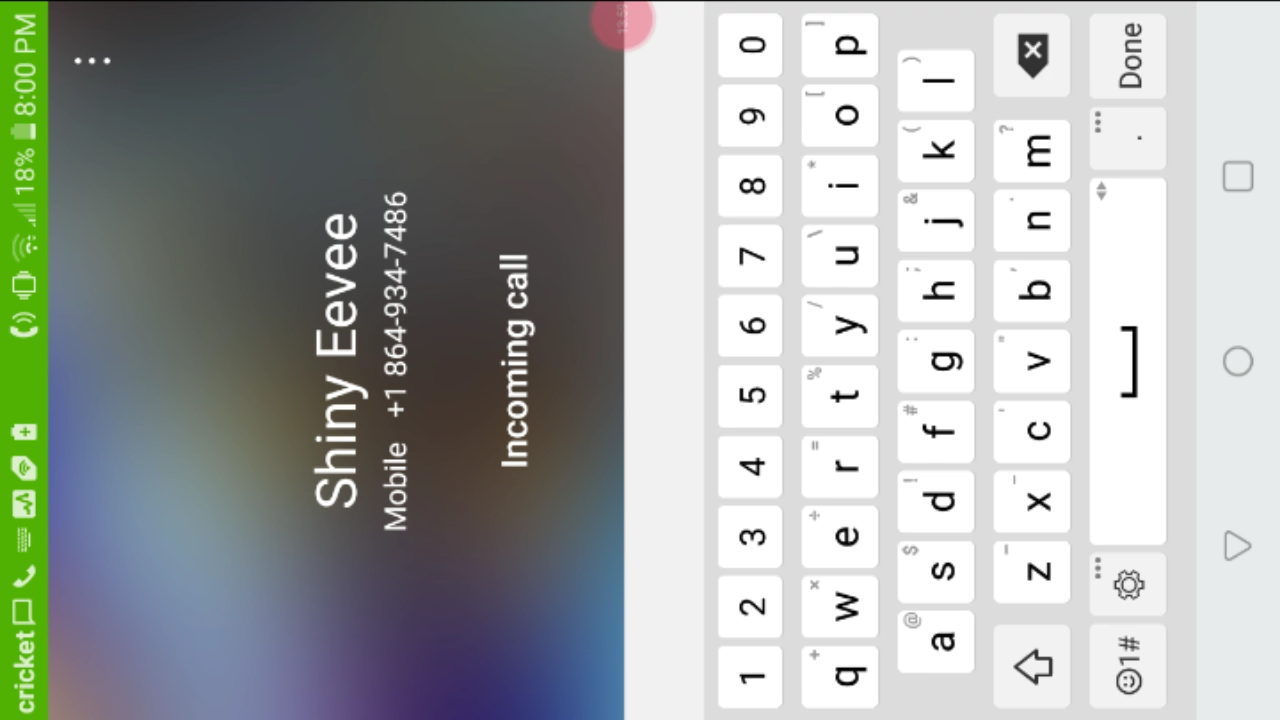 cricket 18% 8:00 PM
Shiny Eevee
Mobile +1 864-934-7486
Incoming call
1 2 3 4 5 6 7 8 9 0
q w e r t y u i o p
+ × ÷ = % / \ * [ ]
a s d f g h j k l
@ $ ! # : ; & ( )
z x c v b n m
?
.
Done
☺1#